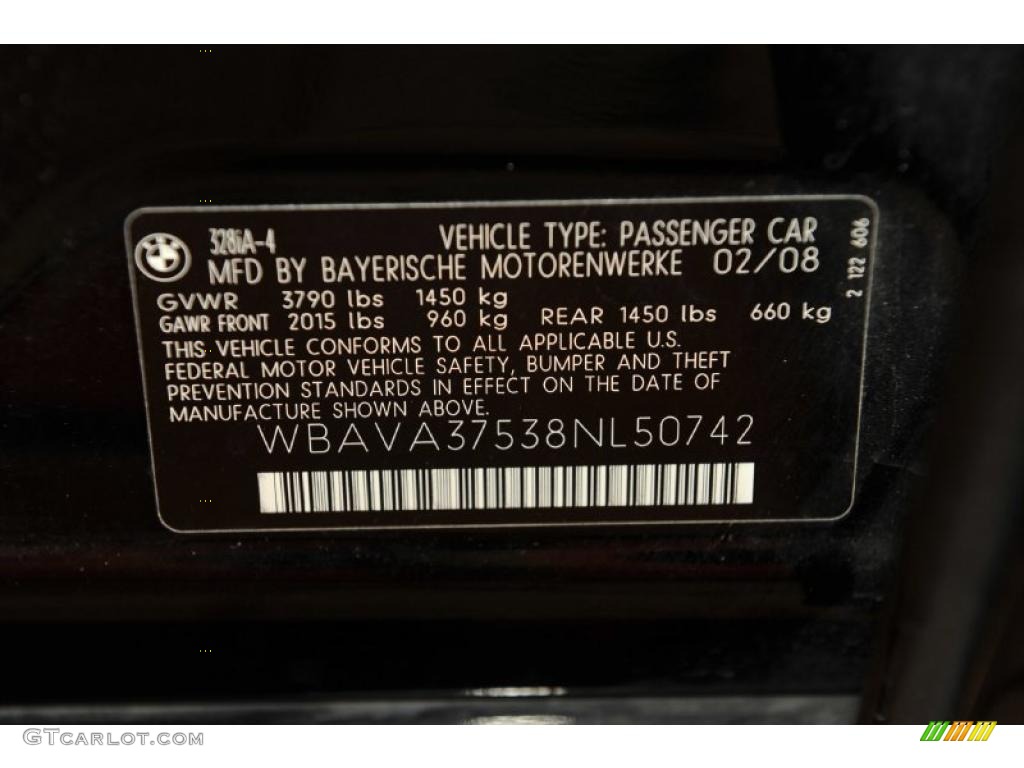 328iA-4 VEHICLE TYPE: PASSENGER CAR
MFD BY BAYERISCHE MOTORENWERKE 02/08
GVWR 3790 lbs 1450 kg
GAWR FRONT 2015 lbs 960 kg REAR 1450 lbs 660 kg
THIS VEHICLE CONFORMS TO ALL APPLICABLE U.S.
FEDERAL MOTOR VEHICLE SAFETY, BUMPER AND THEFT
PREVENTION STANDARDS IN EFFECT ON THE DATE OF
MANUFACTURE SHOWN ABOVE.
WBAVA37538NL50742
2 122 606
GTcarlot.com